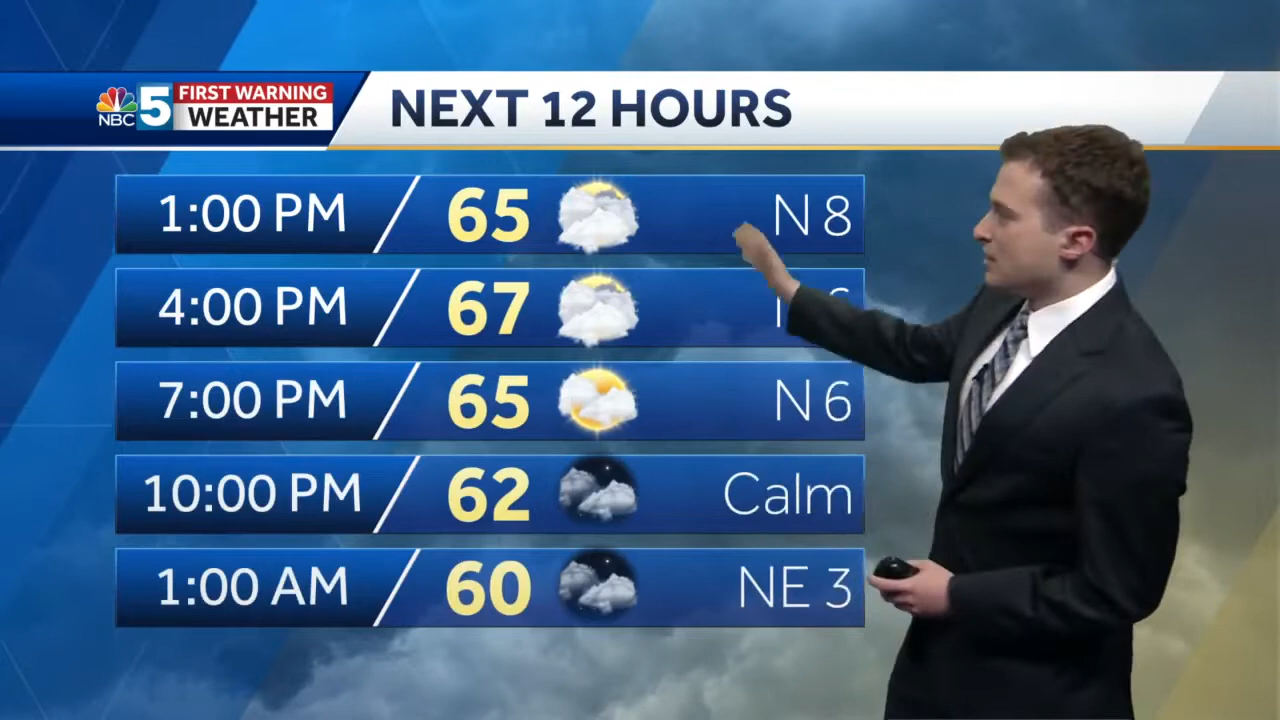 NBC 5 FIRST WARNING
WEATHER
NEXT 12 HOURS
1:00 PM 65 N 8
4:00 PM 67
7:00 PM 65 N 6
10:00 PM 62 Calm
1:00 AM 60 NE 3